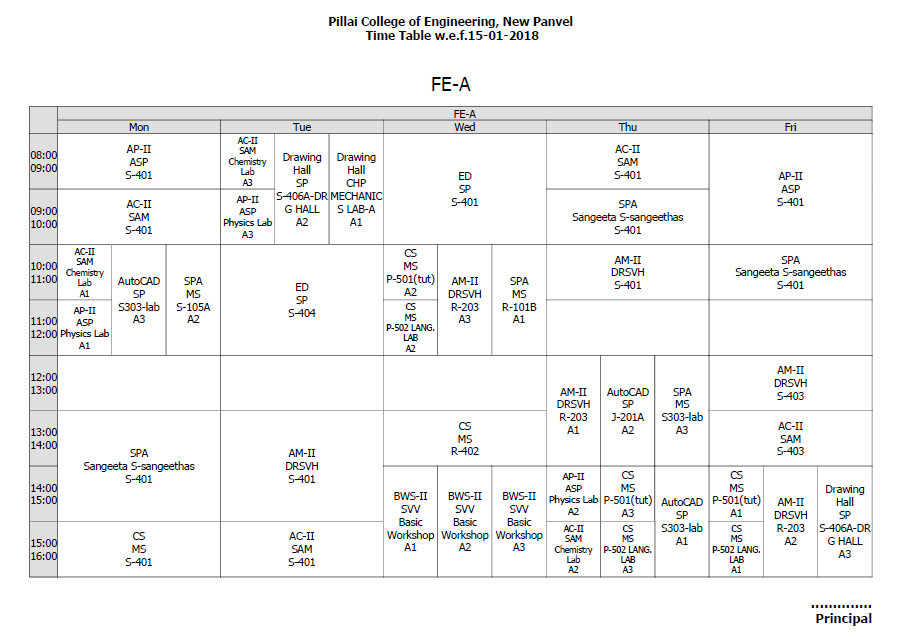 Pillai College of Engineering, New Panvel
Time Table w.e.f.15-01-2018
FE-A
FE-A
Mon
Tue
Wed
Thu
Fri
08:00
09:00
AP-II
ASP
S-401
AC-II
SAM
Chemistry
Lab
A3
Drawing
Hall
SP
S-406A-DR
G HALL
A2
Drawing
Hall
CHP
MECHANIC
S LAB-A
A1
ED
SP
S-401
AC-II
SAM
S-401
AP-II
ASP
S-401
09:00
10:00
AC-II
SAM
S-401
AP-II
ASP
Physics Lab
A3
SPA
Sangeeta S-sangeethas
S-401
10:00
11:00
AC-II
SAM
Chemistry
Lab
A1
AutoCAD
SP
S303-lab
A3
SPA
MS
S-105A
A2
ED
SP
S-404
CS
MS
P-501(tut)
A2
AM-II
DRSVH
R-203
A3
SPA
MS
R-101B
A1
AM-II
DRSVH
S-401
SPA
Sangeeta S-sangeethas
S-401
11:00
12:00
AP-II
ASP
Physics Lab
A1
CS
MS
P-502 LANG.
LAB
A2
12:00
13:00
AM-II
DRSVH
R-203
A1
AutoCAD
SP
J-201A
A2
SPA
MS
S303-lab
A3
AM-II
DRSVH
S-403
13:00
14:00
SPA
Sangeeta S-sangeethas
S-401
AM-II
DRSVH
S-401
CS
MS
R-402
AC-II
SAM
S-403
14:00
15:00
BWS-II
SVV
Basic
Workshop
A1
BWS-II
SVV
Basic
Workshop
A2
BWS-II
SVV
Basic
Workshop
A3
AP-II
ASP
Physics Lab
A2
CS
MS
P-501(tut)
A3
AutoCAD
SP
S303-lab
A1
CS
MS
P-501(tut)
A1
AM-II
DRSVH
R-203
A2
Drawing
Hall
SP
S-406A-DR
G HALL
A3
15:00
16:00
CS
MS
S-401
AC-II
SAM
S-401
AC-II
SAM
Chemistry
Lab
A2
CS
MS
P-502 LANG.
LAB
A3
CS
MS
P-502 LANG.
LAB
A1
..............
Principal